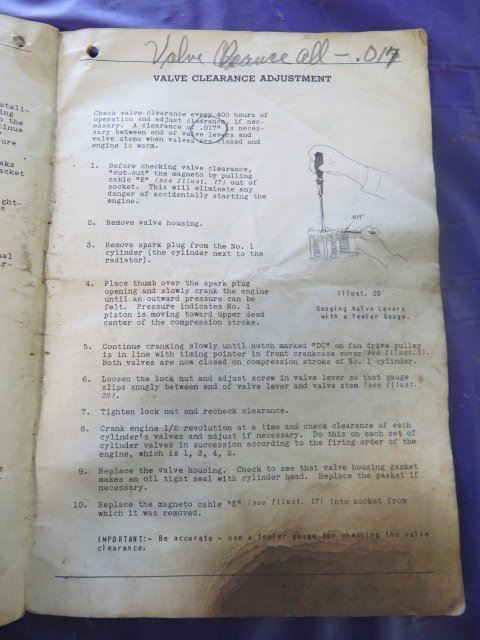 Valve Clearance all - .017
VALVE CLEARANCE ADJUSTMENT
Check valve clearance every 400 hours of
operation and adjust clearance, if nec-
essary. A clearance of .017" is neces-
sary between end of valve levers and
valve stems when valves are closed and
engine is warm.
1. Before checking valve clearance,
"cut-out" the magneto by pulling
cable "E" (see Illust. 17) out of
socket. This will eliminate any
danger of accidentally starting the
engine.
2. Remove valve housing.
3. Remove spark plug from the No. 1
cylinder (the cylinder next to the
radiator).
4. Place thumb over the spark plug
opening and slowly crank the engine
until an outward pressure can be
felt. Pressure indicates No. 1
piston is moving toward upper dead
center of the compression stroke.
.017"
Illust. 20
Gauging Valve Levers
with a Feeler Gauge.
5. Continue cranking slowly until notch marked "DC" on fan drive pulley
is in line with timing pointer in front crankcase cover (see Illust.3).
Both valves are now closed on compression stroke of No. 1 cylinder.
6. Loosen the lock nut and adjust screw in valve lever so that gauge
slips snugly between end of valve lever and valve stem (see Illust.
20).
7. Tighten lock nut and recheck clearance.
8. Crank engine 1/2 revolution at a time and check clearance of each
cylinder's valves and adjust if necessary. Do this on each set of
cylinder valves in succession according to the firing order of the
engine, which is 1, 3, 4, 2.
9. Replace the valve housing. Check to see that valve housing gasket
makes an oil tight seal with cylinder head. Replace the gasket if
necessary.
10. Replace the magneto cable "E" (see Illust. 17) into socket from
which it was removed.
IMPORTANT:- Be accurate - use a feeler gauge for checking the valve
clearance.